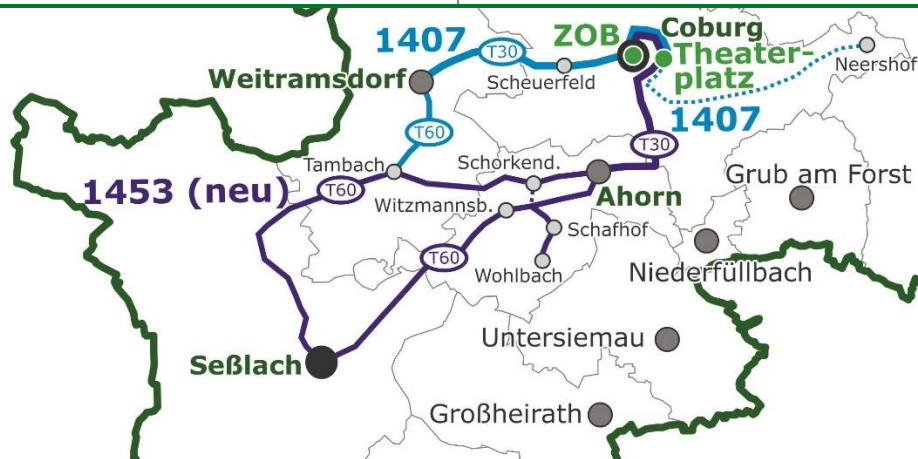 1407
T30
ZOB
Coburg
Theater-
platz
Neershof
Weitramsdorf
Scheuerfeld
T60
1407
T30
Tambach
Schorkend.
Grub am Forst
1453 (neu)
T60
Witzmannsb.
Ahorn
Schafhof
T60
Wohlbach
Niederfüllbach
Untersiemau
Seßlach
Großheirath